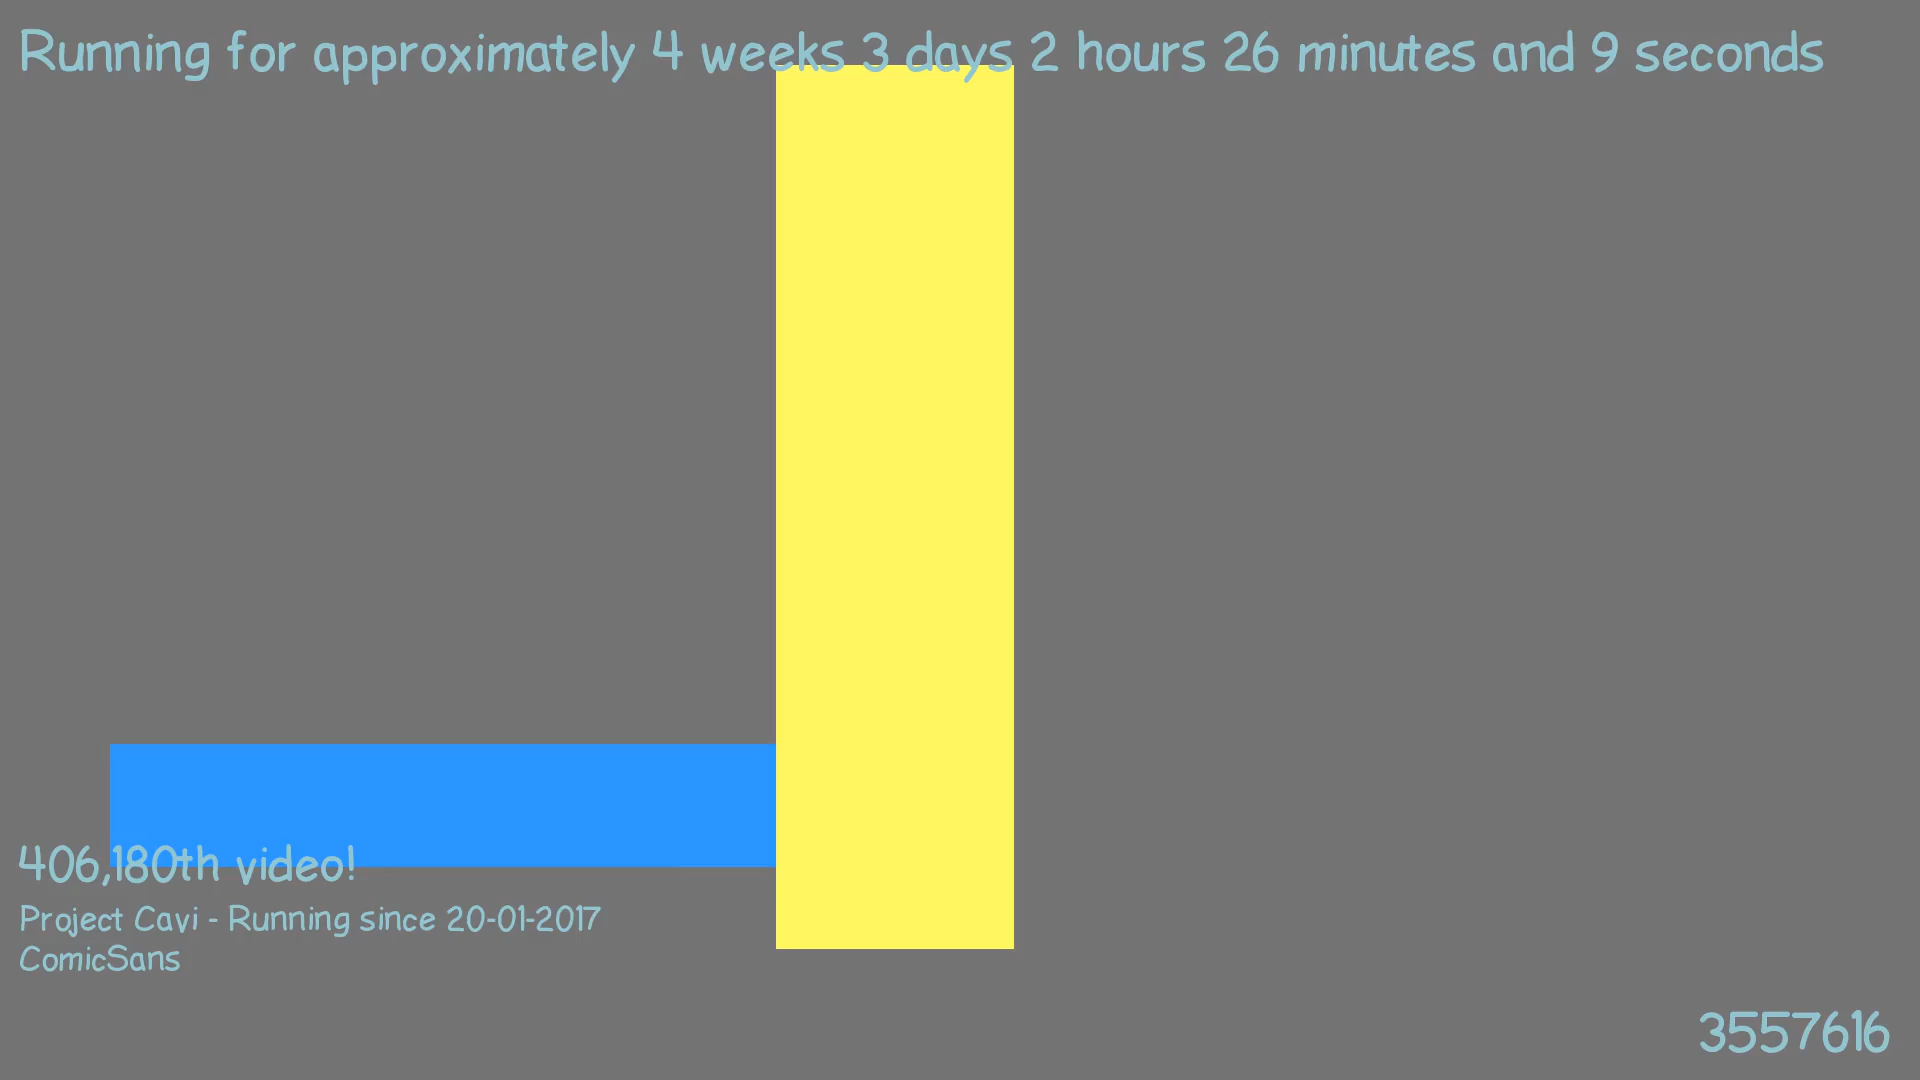 Running for approximately 4 weeks 3 days 2 hours 26 minutes and 9 seconds
406,180th video!
Project Cavi - Running since 20-01-2017
ComicSans
3557616